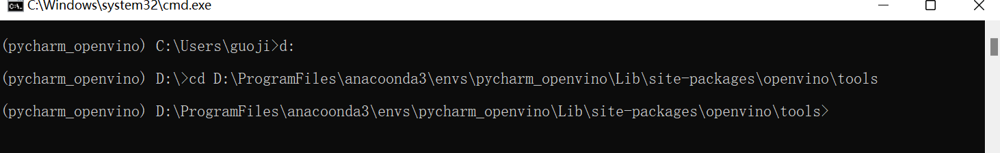 C:\Windows\system32\cmd.exe
(pycharm_openvino) C:\Users\guoji>d:
(pycharm_openvino) D:\>cd D:\ProgramFiles\anacoonda3\envs\pycharm_openvino\Lib\site-packages\openvino\tools
(pycharm_openvino) D:\ProgramFiles\anacoonda3\envs\pycharm_openvino\Lib\site-packages\openvino\tools>